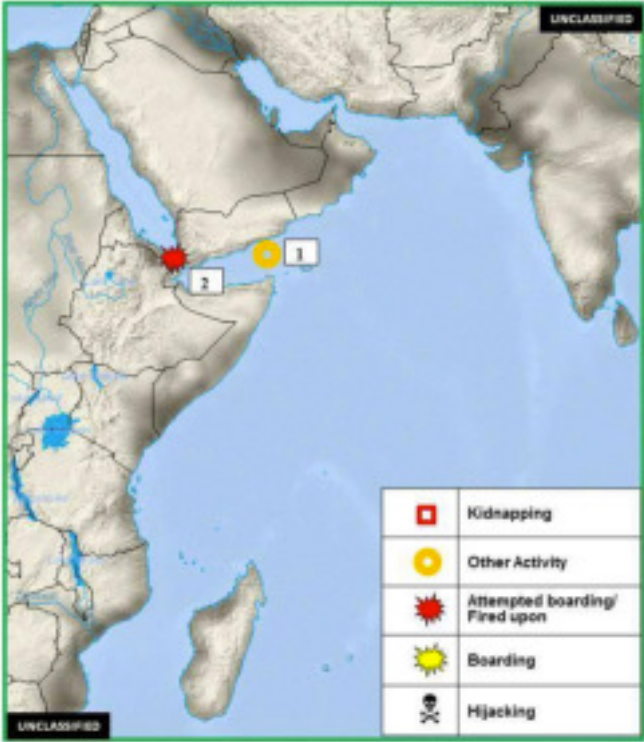 UNCLASSIFIED
1
2
Kidnapping
Other Activity
Attempted boarding/
Fired upon
Boarding
Hijacking
UNCLASSIFIED